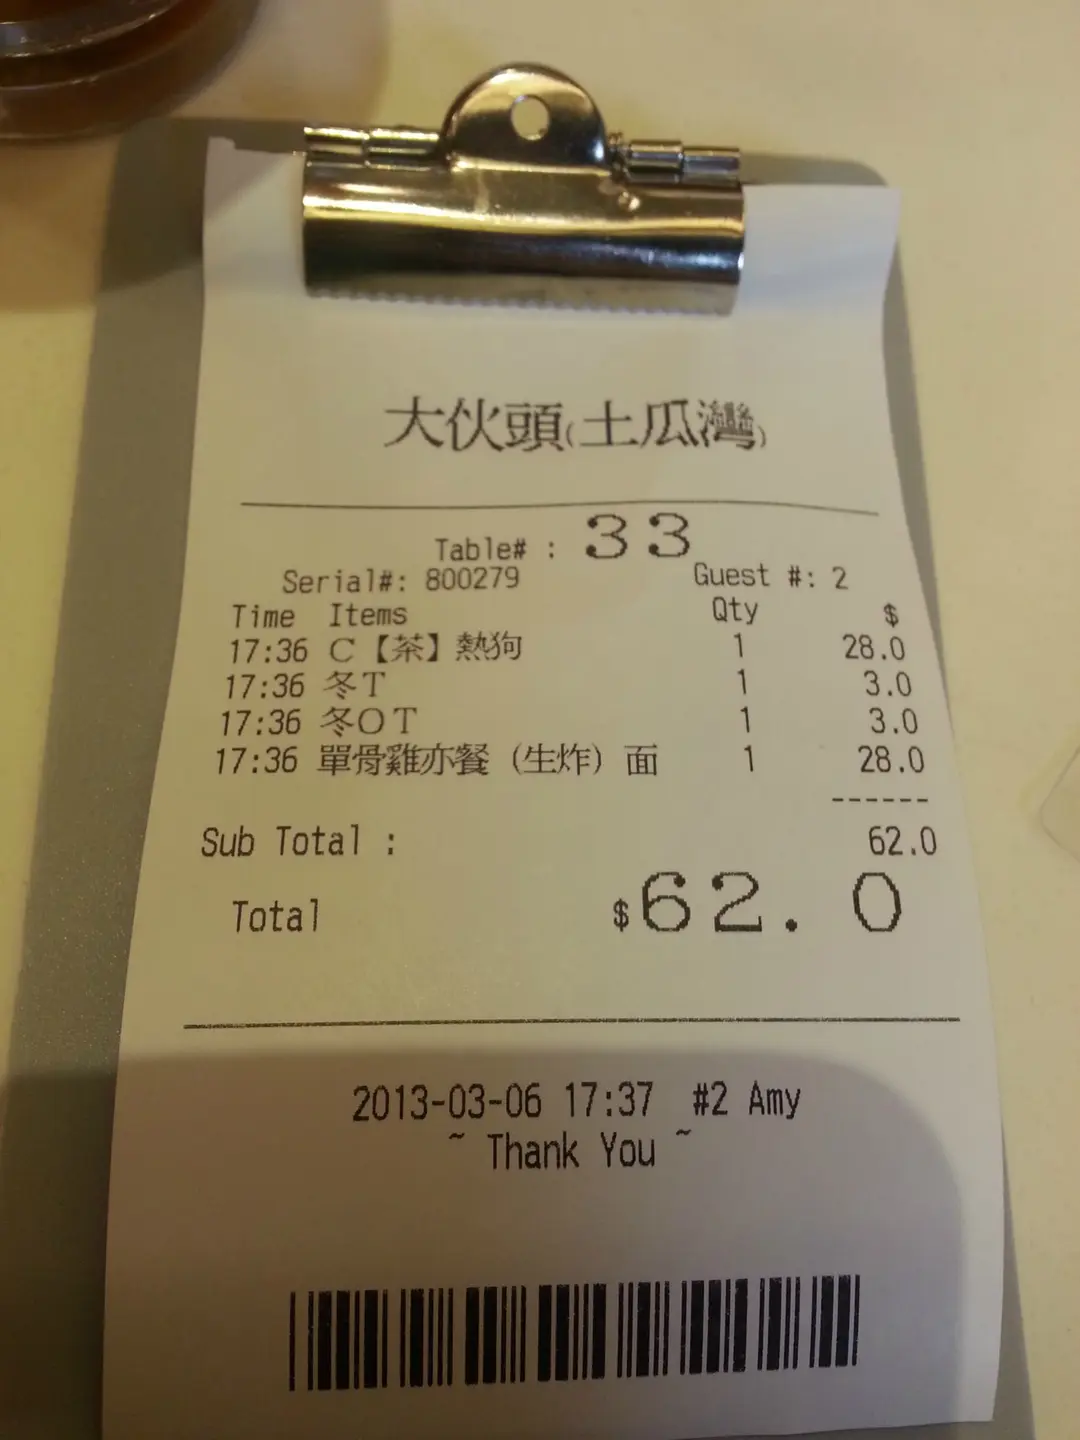 大伙頭(土瓜灣)
Table# : 33
Serial#: 800279 Guest #: 2
Time Items Qty $
17:36 C【茶】熱狗 1 28.0
17:36 冬T 1 3.0
17:36 冬OT 1 3.0
17:36 單骨雞亦餐（生炸）面 1 28.0
------
Sub Total : 62.0
Total $62.0
2013-03-06 17:37 #2 Amy
~ Thank You ~